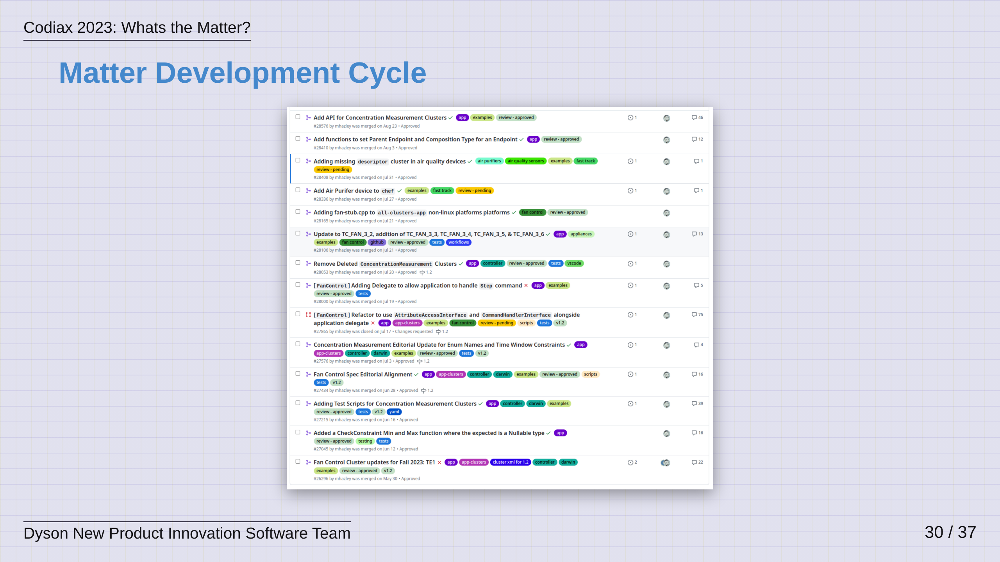 Codiax 2023: Whats the Matter?
Matter Development Cycle
Add API for Concentration Measurement Clusters app examples review - approved 1 46
#28576 by mhazley was merged on Aug 23 • Approved
Add functions to set Parent Endpoint and Composition Type for an Endpoint app review - approved 12
#28410 by mhazley was merged on Aug 3 • Approved
Adding missing descriptor cluster in air quality devices air purifiers air quality sensors examples fast track 1 1
review - pending
#28408 by mhazley was merged on Jul 31 • Approved
Add Air Purifer device to chef examples fast track review - pending 1 1
#28336 by mhazley was merged on Jul 27 • Approved
Adding fan-stub.cpp to all-clusters-app non-linux platforms platforms fan control review - approved
#28165 by mhazley was merged on Jul 21 • Approved
Update to TC_FAN_3_2, addition of TC_FAN_3_3, TC_FAN_3_4, TC_FAN_3_5, & TC_FAN_3_6 app appliances 1 13
examples fan control github review - approved tests workflows
#28106 by mhazley was merged on Jul 21 • Approved
Remove Deleted ConcentrationMeasurement Clusters app controller review - approved tests vscode 1
#28053 by mhazley was merged on Jul 20 • Approved 1.2
[ FanControl ] Adding Delegate to allow application to handle Step command app examples 1 5
review - approved tests
#28000 by mhazley was merged on Jul 19 • Approved
[ FanControl ] Refactor to use AttributeAccessInterface and CommandHandlerInterface alongside 1 75
application delegate app app-clusters examples fan control review - pending scripts tests v1.2
#27865 by mhazley was closed on Jul 17 • Changes requested 1.2
Concentration Measurement Editorial Update for Enum Names and Time Window Constraints app 1 4
app-clusters controller darwin examples review - approved tests v1.2
#27576 by mhazley was merged on Jul 3 • Approved 1.2
Fan Control Spec Editorial Alignment app app-clusters controller darwin examples review - approved scripts 1 16
tests v1.2
#27434 by mhazley was merged on Jun 28 • Approved 1.2
Adding Test Scripts for Concentration Measurement Clusters app controller darwin examples 1 39
review - approved tests v1.2 yaml
#27215 by mhazley was merged on Jun 16 • Approved
Added a CheckConstraint Min and Max function where the expected is a Nullable type app 16
review - approved testing tests
#27045 by mhazley was merged on Jun 12 • Approved
Fan Control Cluster updates for Fall 2023: TE1 app app-clusters cluster xml for 1.2 controller darwin 2 22
examples review - approved v1.2
#26296 by mhazley was merged on May 30 • Approved
Dyson New Product Innovation Software Team
30 / 37